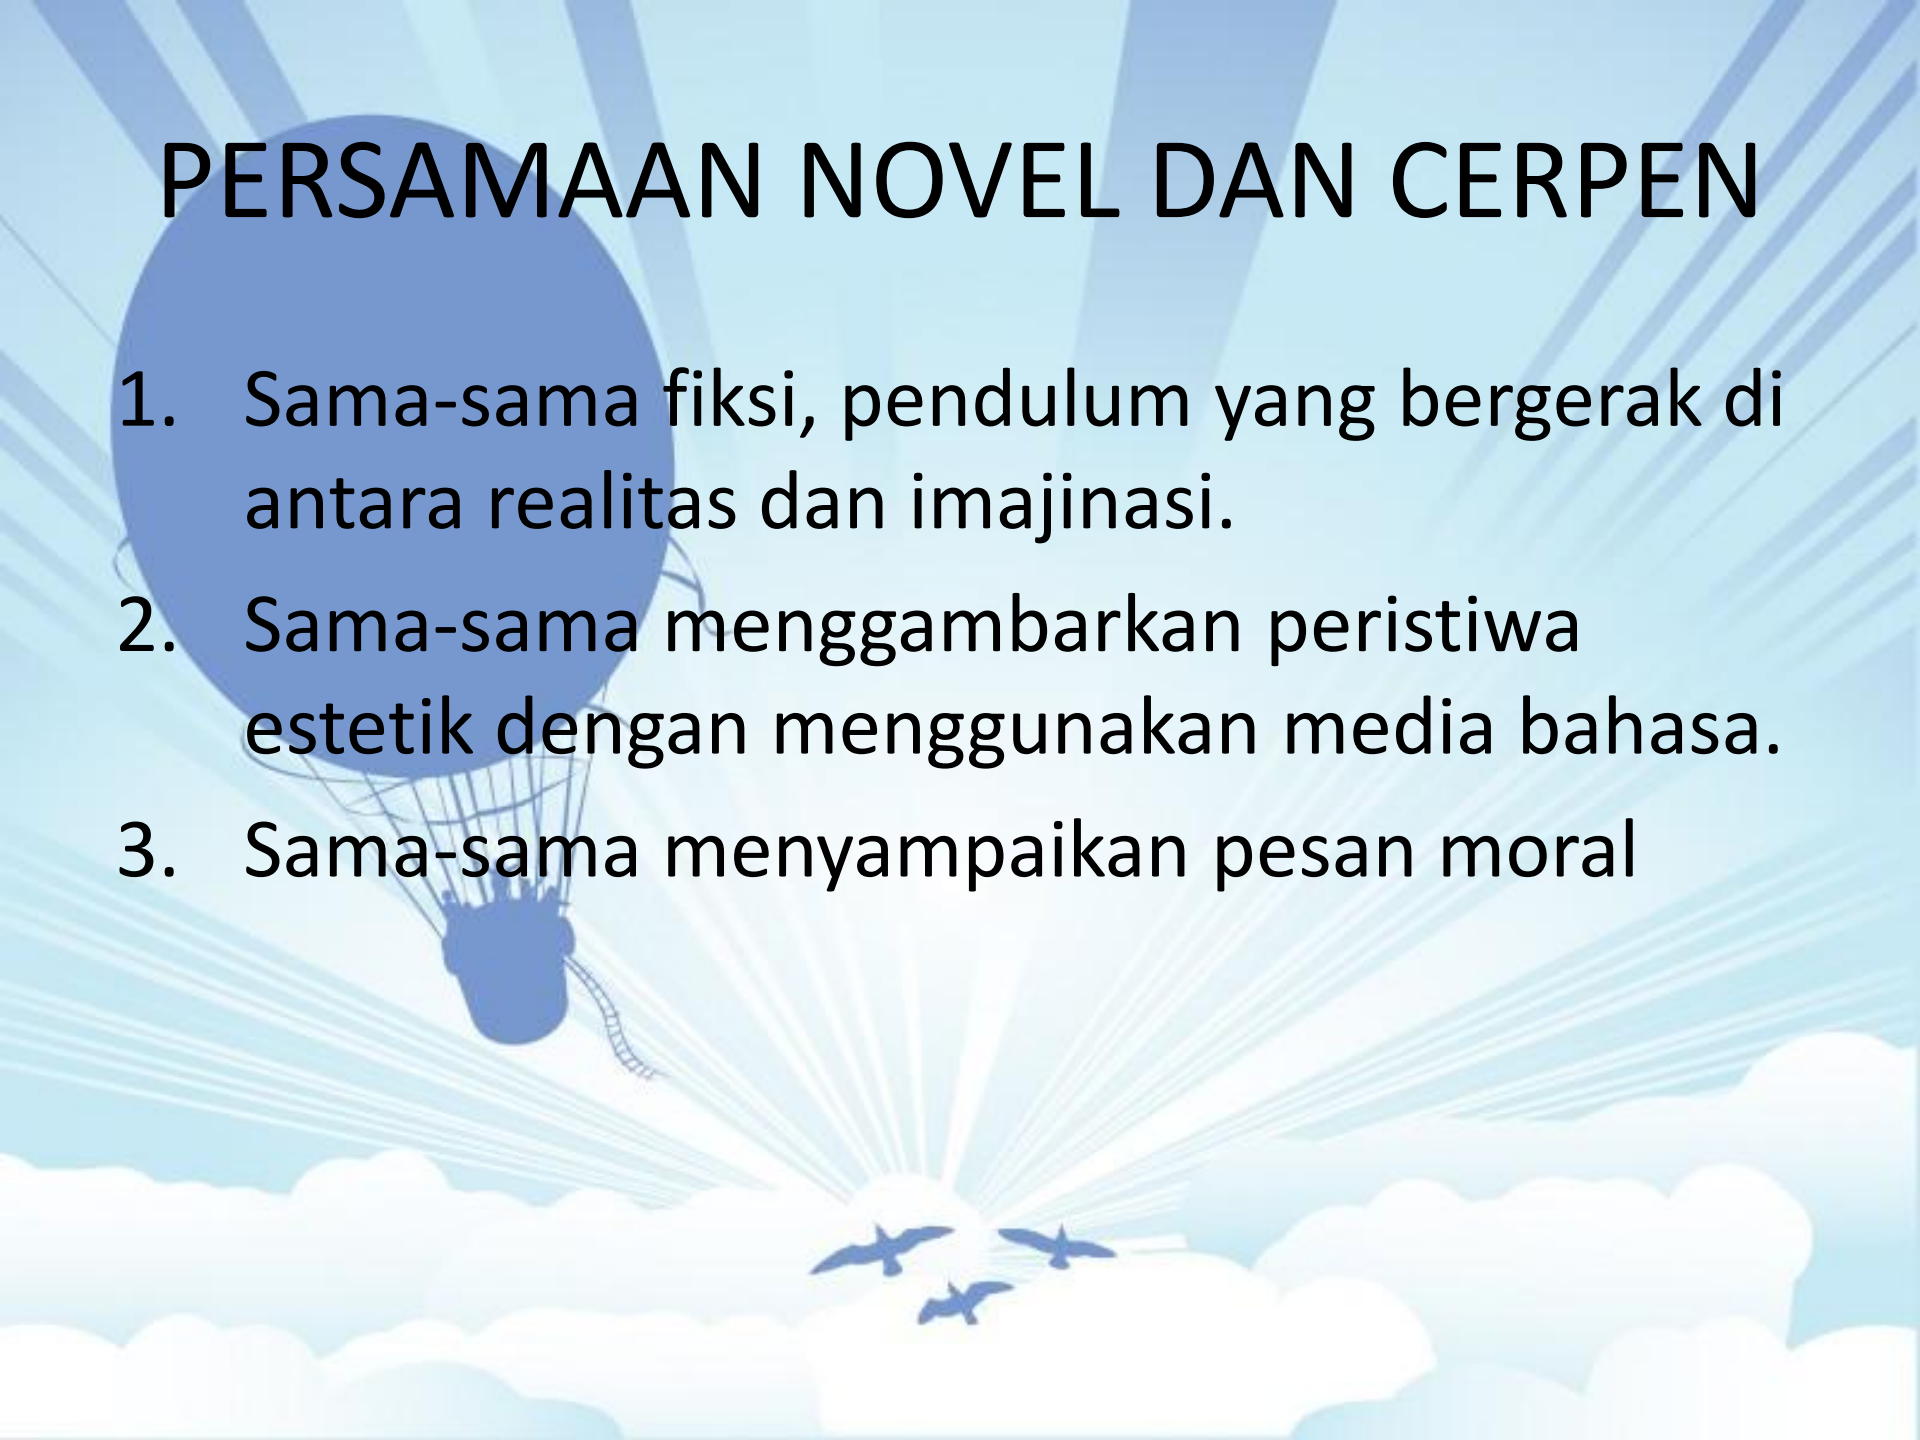 PERSAMAAN NOVEL DAN CERPEN
1. Sama-sama fiksi, pendulum yang bergerak di
antara realitas dan imajinasi.
2. Sama-sama menggambarkan peristiwa
estetik dengan menggunakan media bahasa.
3. Sama-sama menyampaikan pesan moral